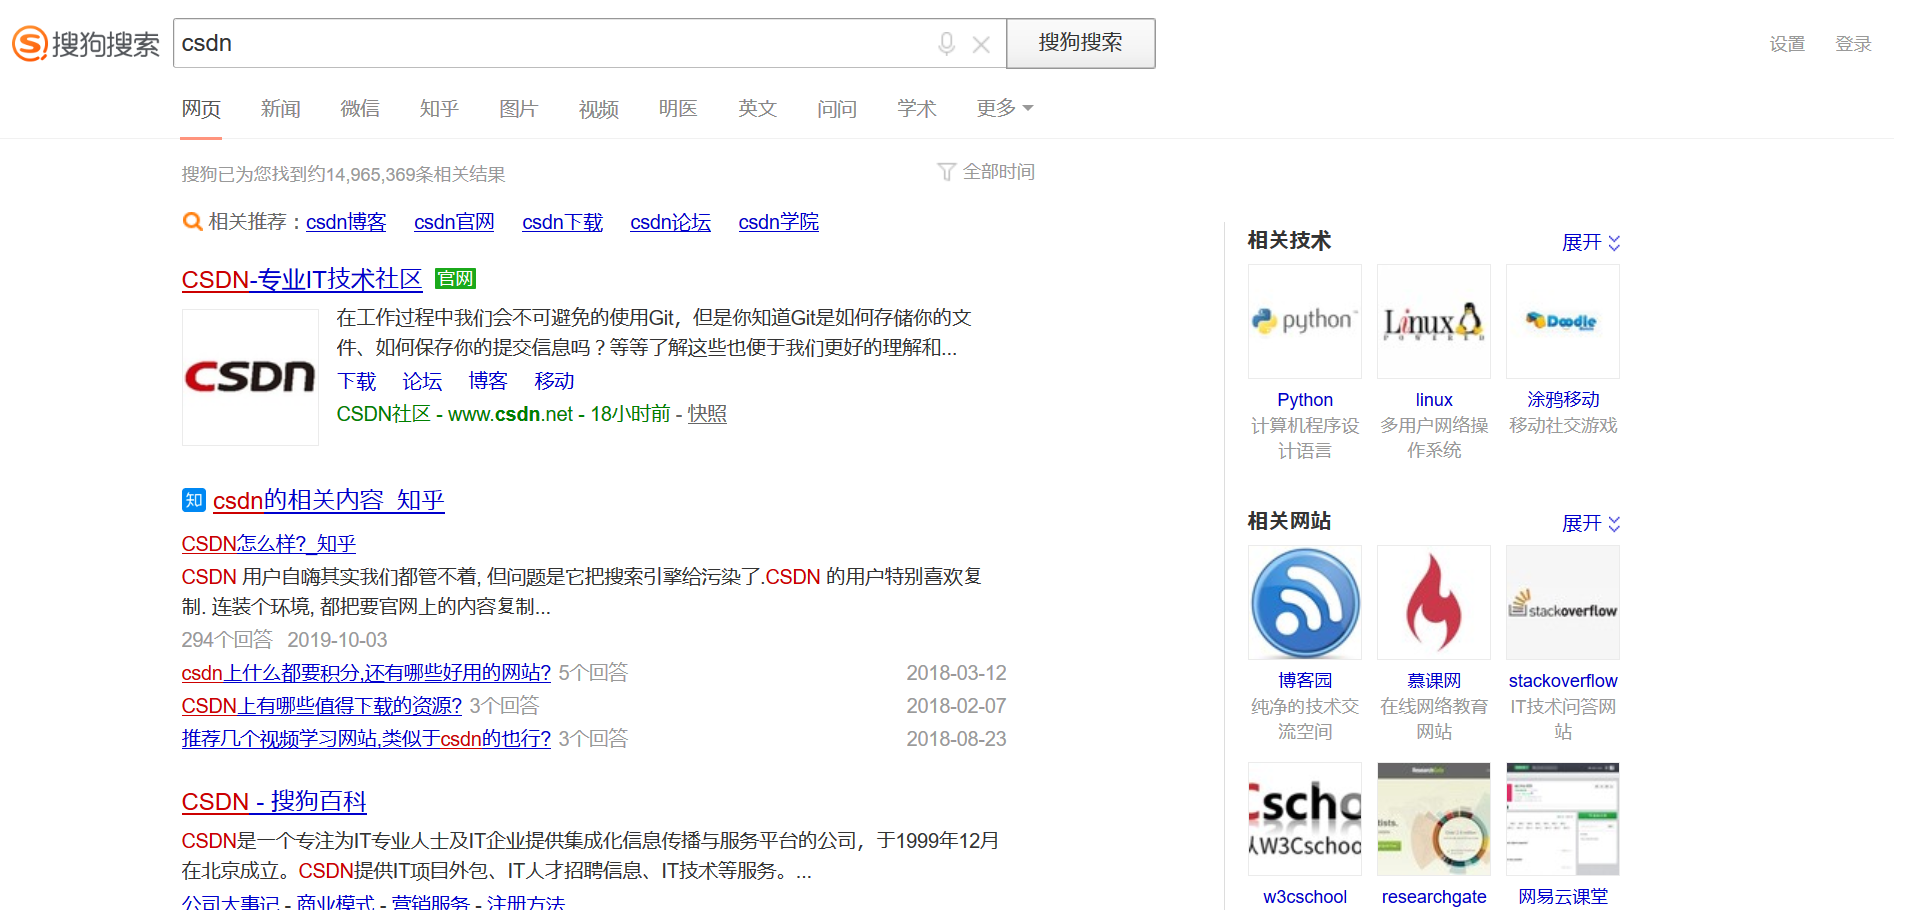 搜狗搜索 csdn 搜狗搜索 设置 登录
网页 新闻 微信 知乎 图片 视频 明医 英文 问问 学术 更多
搜狗已为您找到约14,965,369条相关结果 全部时间
相关推荐：csdn博客 csdn官网 csdn下载 csdn论坛 csdn学院
CSDN-专业IT技术社区 官网
CSDN
在工作过程中我们会不可避免的使用Git，但是你知道Git是如何存储你的文
件、如何保存你的提交信息吗？等等了解这些也便于我们更好的理解和...
下载 论坛 博客 移动
CSDN社区 - www.csdn.net - 18小时前 - 快照
知 csdn的相关内容_知乎
CSDN怎么样?_知乎
CSDN 用户自嗨其实我们都管不着, 但问题是它把搜索引擎给污染了.CSDN 的用户特别喜欢复
制. 连装个环境, 都把要官网上的内容复制...
294个回答 2019-10-03
csdn上什么都要积分,还有哪些好用的网站? 5个回答 2018-03-12
CSDN上有哪些值得下载的资源? 3个回答 2018-02-07
推荐几个视频学习网站,类似于csdn的也行? 3个回答 2018-08-23
CSDN - 搜狗百科
CSDN是一个专注为IT专业人士及IT企业提供集成化信息传播与服务平台的公司，于1999年12月
在北京成立。CSDN提供IT项目外包、IT人才招聘信息、IT技术等服务。...
公司大事记 - 商业模式 - 营销服务 - 注册方法
相关技术 展开
python Linux POWERED Doodle
Python linux 涂鸦移动
计算机程序设 多用户网络操 移动社交游戏
计语言 作系统
相关网站 展开
stackoverflow
博客园 慕课网 stackoverflow
纯净的技术交 在线网络教育 IT技术问答网
流空间 网站 站
cscho ResearchGate
W3Cschoo
w3cschool researchgate 网易云课堂